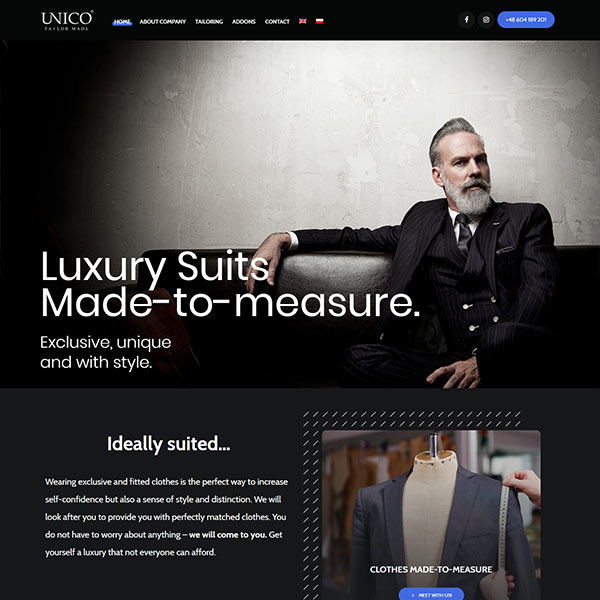 UNICO®
TAILOR MADE
HOME ABOUT COMPANY TAILORING ADDONS CONTACT
+48 604 189 201
Luxury Suits
Made-to-measure.
Exclusive, unique
and with style.
Ideally suited...
Wearing exclusive and fitted clothes is the perfect way to increase
self-confidence but also a sense of style and distinction. We will
look after you to provide you with perfectly matched clothes. You
do not have to worry about anything – we will come to you. Get
yourself a luxury that not everyone can afford.
CLOTHES MADE-TO-MEASURE
MEET WITH US!